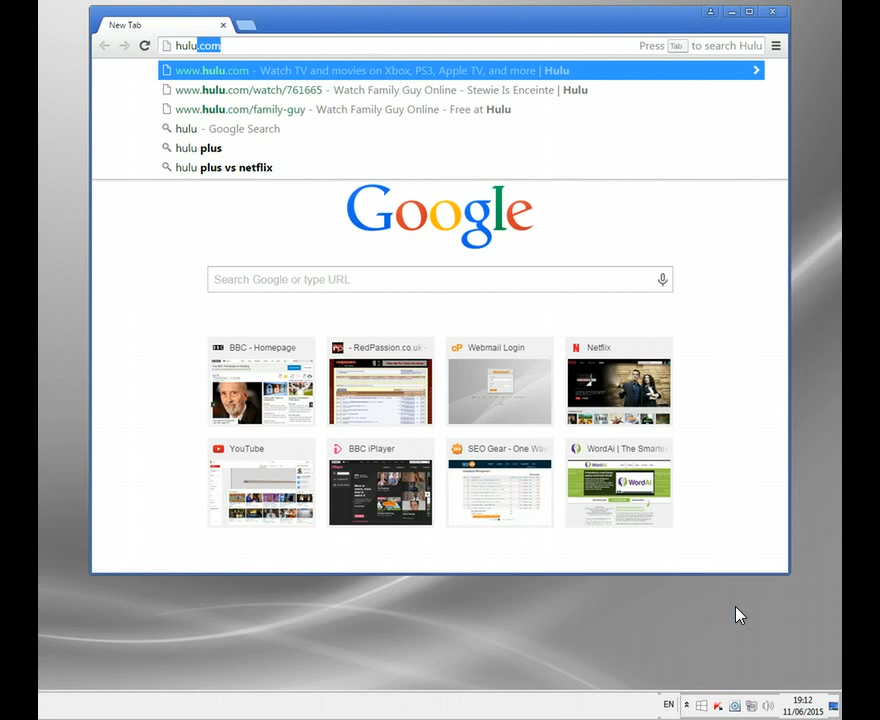 New Tab
hulu.com
Press Tab to search Hulu
www.hulu.com - Watch TV and movies on Xbox, PS3, Apple TV, and more | Hulu
www.hulu.com/watch/761665 - Watch Family Guy Online - Stewie Is Enceinte | Hulu
www.hulu.com/family-guy - Watch Family Guy Online - Free at Hulu
hulu - Google Search
hulu plus
hulu plus vs netflix
Google
Search Google or type URL
BBC - Homepage
- RedPassion.co.uk -
Webmail Login
Netflix
YouTube
BBC iPlayer
SEO Gear - One Wa
WordAi | The Smarte
WordAi
EN
19:12
11/06/2015